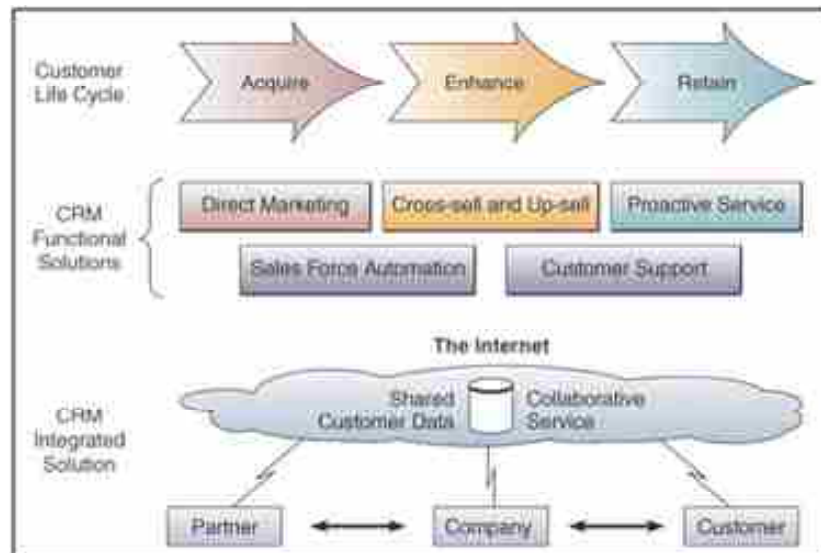 Customer
Life Cycle
Acquire
Enhance
Retain
CRM
Functional
Solutions
Direct Marketing
Cross-sell and Up-sell
Proactive Service
Sales Force Automation
Customer Support
The Internet
CRM
Integrated
Solution
Shared
Customer Data
Collaborative
Service
Partner
Company
Customer